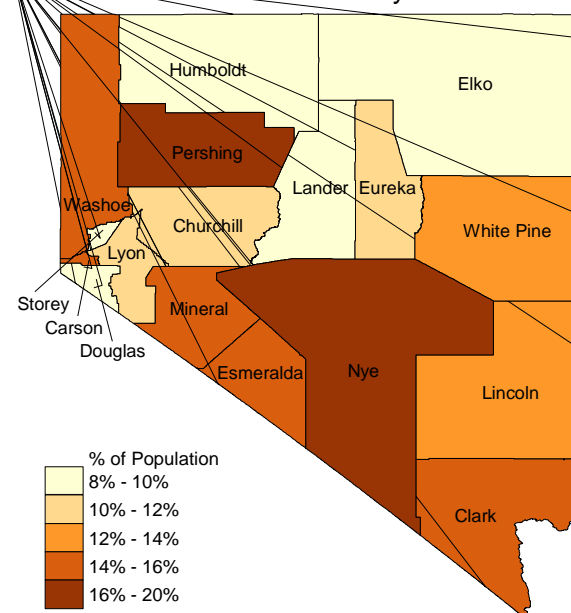 Humboldt
Elko
Pershing
Lander
Eureka
Washoe
Churchill
White Pine
Lyon
Storey
Mineral
Carson
Douglas
Esmeralda
Nye
Lincoln
Clark
% of Population
8% - 10%
10% - 12%
12% - 14%
14% - 16%
16% - 20%